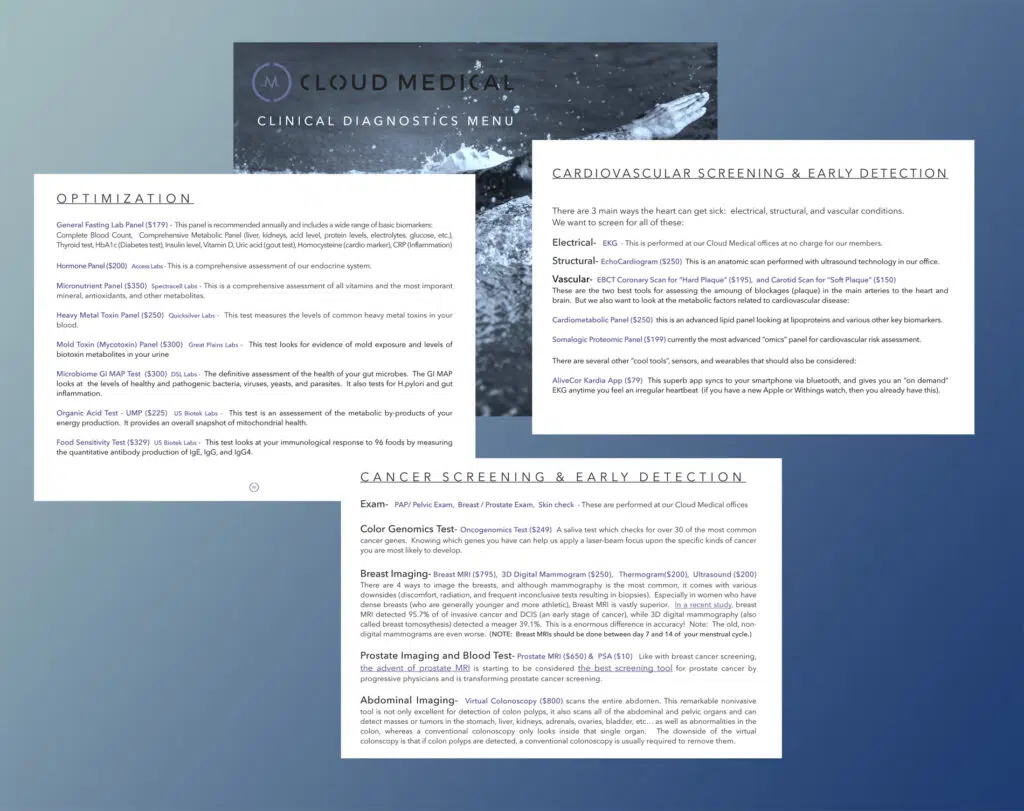 CLOUD MEDICAL
CLINICAL DIAGNOSTICS MENU
OPTIMIZATION
General Fasting Lab Panel ($179) - This panel is recommended annually and includes a wide range of basic biomarkers:
Complete Blood Count, Comprehensive Metabolic Panel (liver, kidneys, acid level, protein levels, electrolytes, glucose, etc.),
Thyroid test, HbA1c (Diabetes test), Insulin level, Vitamin D, Uric acid (gout test), Homocysteine (cardio marker), CRP (Inflammation)
Hormone Panel ($200) Access Labs - This is a comprehensive assessment of our endocrine system.
Micronutrient Panel ($350) Spectracell Labs - This is a comprehensive assessment of all vitamins and the most imporant
mineral, antioxidants, and other metabolites.
Heavy Metal Toxin Panel ($250) Quicksilver Labs - This test measures the levels of common heavy metal toxins in your
blood.
Mold Toxin (Mycotoxin) Panel ($300) Great Plains Labs – This test looks for evidence of mold exposure and levels of
biotoxin metabolites in your urine
Microbiome GI MAP Test ($300) DSL Labs - The definitive assessment of the health of your gut microbes. The GI MAP
looks at the levels of healthy and pathogenic bacteria, viruses, yeasts, and parasites. It also tests for H.pylori and gut
inflammation.
Organic Acid Test - UMP ($225) US Biotek Labs - This test is an assessment of the metabolic by-products of your
energy production. It provides an overall snapshot of mitochondrial health.
Food Sensitivity Test ($329) US Biotek Labs - This test looks at your immunological response to 96 foods by measuring
the quantitative antibody production of IgE, IgG, and IgG4.
CARDIOVASCULAR SCREENING & EARLY DETECTION
There are 3 main ways the heart can get sick: electrical, structural, and vascular conditions.
We want to screen for all of these:
Electrical- EKG - This is performed at our Cloud Medical offices at no charge for our members.
Structural- EchoCardiogram ($250) This is an anatomic scan performed with ultrasound technology in our office.
Vascular- EBCT Coronary Scan for "Hard Plaque" ($195), and Carotid Scan for "Soft Plaque" ($150)
These are the two best tools for assessing the amoung of blockages (plaque) in the main arteries to the heart and
brain. But we also want to look at the metabolic factors related to cardiovascular disease:
Cardiometabolic Panel ($250) this is an advanced lipid panel looking at lipoproteins and various other key biomarkers.
Somalogic Proteomic Panel ($199) currently the most advanced "omics" panel for cardiovascular risk assessment.
There are several other "cool tools", sensors, and wearables that should also be considered:
AliveCor Kardia App ($79) This superb app syncs to your smartphone via bluetooth, and gives you an "on demand"
EKG anytime you feel an irregular heartbeat (if you have a new Apple or Withings watch, then you already have this).
CANCER SCREENING & EARLY DETECTION
Exam- PAP/ Pelvic Exam, Breast / Prostate Exam, Skin check - These are performed at our Cloud Medical offices
Color Genomics Test- Oncogenomics Test ($249) A saliva test which checks for over 30 of the most common
cancer genes. Knowing which genes you have can help us apply a laser-beam focus upon the specific kinds of cancer
you are most likely to develop.
Breast Imaging- Breast MRI ($795), 3D Digital Mammogram ($250), Thermogram($200), Ultrasound ($200)
There are 4 ways to image the breasts, and although mammography is the most common, it comes with various
downsides (discomfort, radiation, and frequent inconclusive tests resulting in biopsies). Especially in women who have
dense breasts (who are generally younger and more athletic), Breast MRI is vastly superior. In a recent study, breast
MRI detected 95.7% of of invasive cancer and DCIS (an early stage of cancer), while 3D digital mammography (also
called breast tomosythesis) detected a meager 39.1%. This is a enormous difference in accuracy! Note: The old, non-
digital mammograms are even worse. (NOTE: Breast MRIs should be done between day 7 and 14 of your menstrual cycle.)
Prostate Imaging and Blood Test- Prostate MRI ($650) & PSA ($10) Like with breast cancer screening,
the advent of prostate MRI is starting to be considered the best screening tool for prostate cancer by
progressive physicians and is transforming prostate cancer screening.
Abdominal Imaging- Virtual Colonoscopy ($800) scans the entire abdomen. This remarkable nonivasive
tool is not only excellent for detection of colon polyps, it also scans all of the abdominal and pelvic organs and can
detect masses or tumors in the stomach, liver, kidneys, adrenals, ovaries, bladder, etc... as well as abnormalities in the
colon, whereas a conventional colonoscopy only looks inside that single organ. The downside of the virtual
colonoscopy is that if colon polyps are detected, a conventional colonoscopy is usually required to remove them.